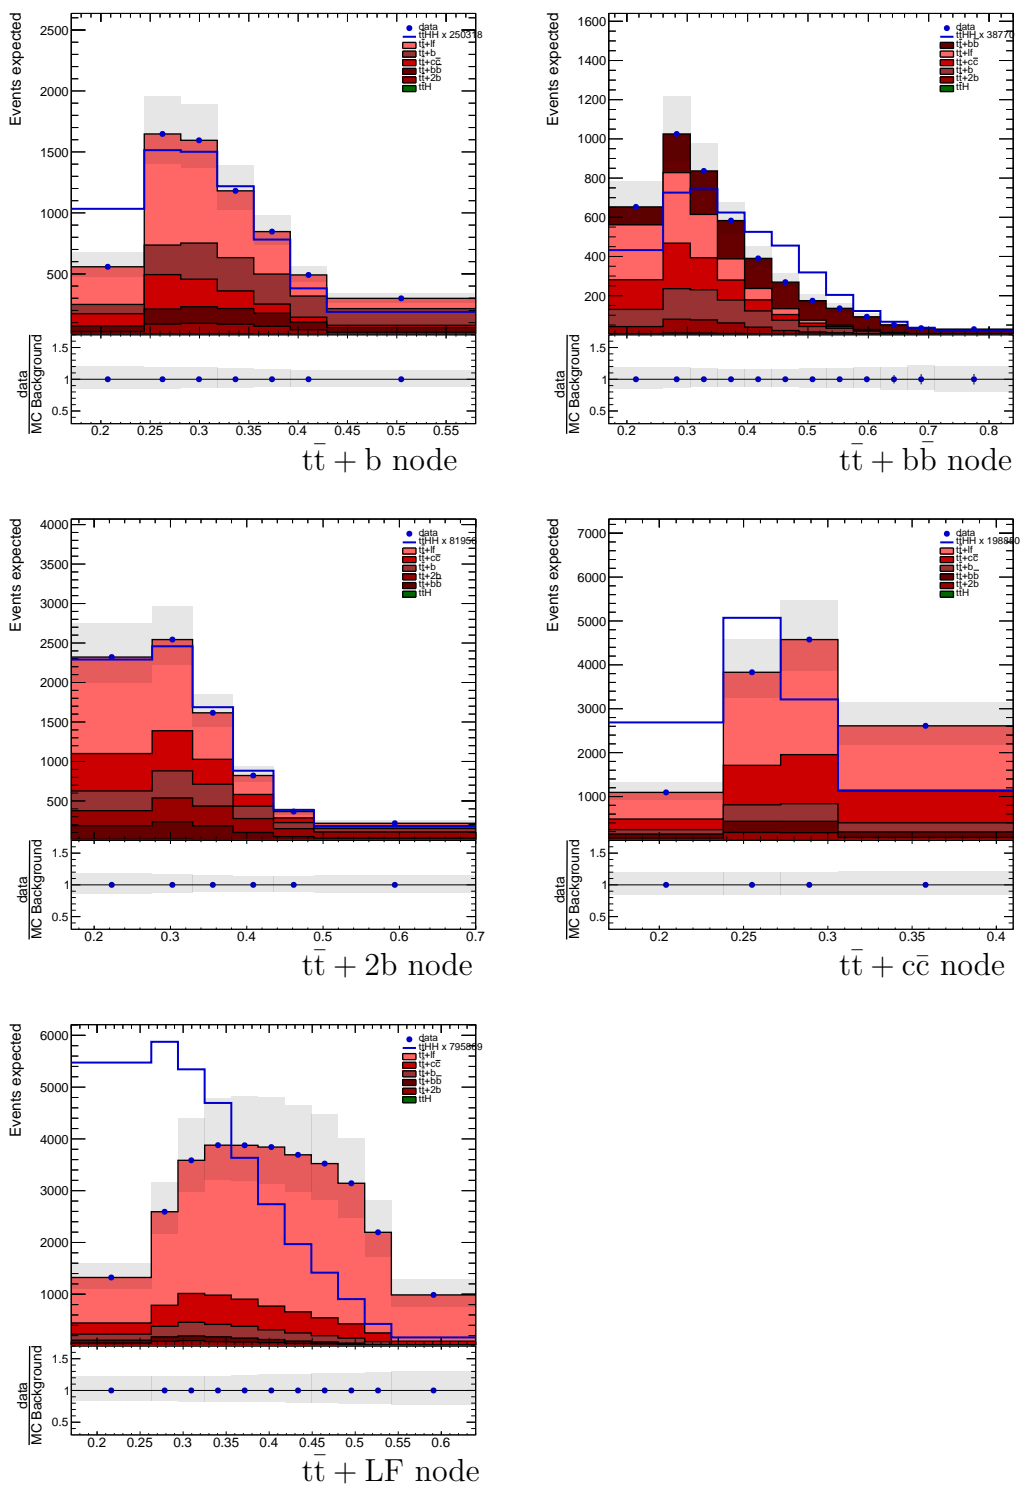 Events expected
2500
2000
1500
1000
500
data
tt̄HH x 250318
tt̄+lf
tt̄+b
tt̄+cc̄
tt̄+bb̄
tt̄+2b
tt̄H
data
MC Background
1.5
1
0.5
0.2 0.25 0.3 0.35 0.4 0.45 0.5 0.55
tt̄ + b node
Events expected
1600
1400
1200
1000
800
600
400
200
data
tt̄HH x 38770
tt̄+bb̄
tt̄+lf
tt̄+cc̄
tt̄+b
tt̄+2b
tt̄H
data
MC Background
1.5
1
0.5
0.2 0.3 0.4 0.5 0.6 0.7 0.8
tt̄ + bb̄ node
Events expected
4000
3500
3000
2500
2000
1500
1000
500
data
tt̄HH x 81956
tt̄+lf
tt̄+cc̄
tt̄+b
tt̄+2b
tt̄+bb̄
tt̄H
data
MC Background
1.5
1
0.5
0.2 0.3 0.4 0.5 0.6 0.7
tt̄ + 2b node
Events expected
7000
6000
5000
4000
3000
2000
1000
data
tt̄HH x 198850
tt̄+lf
tt̄+cc̄
tt̄+b
tt̄+bb̄
tt̄+2b
tt̄H
data
MC Background
1.5
1
0.5
0.2 0.25 0.3 0.35 0.4
tt̄ + cc̄ node
Events expected
6000
5000
4000
3000
2000
1000
data
tt̄HH x 795869
tt̄+lf
tt̄+cc̄
tt̄+b
tt̄+bb̄
tt̄+2b
tt̄H
data
MC Background
1.5
1
0.5
0.2 0.25 0.3 0.35 0.4 0.45 0.5 0.55 0.6
tt̄ + LF node